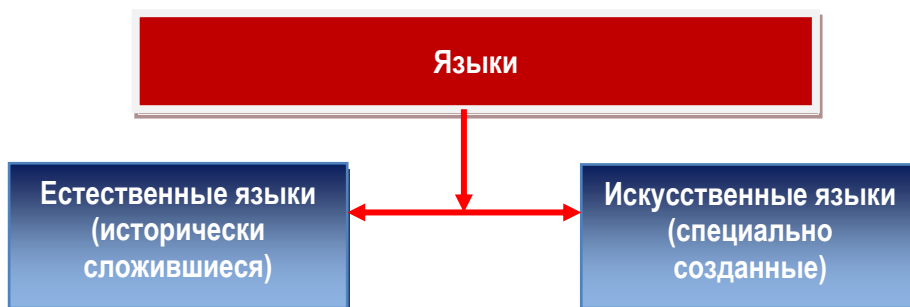 Языки
Естественные языки
(исторически
сложившиеся)
Искусственные языки
(специально
созданные)